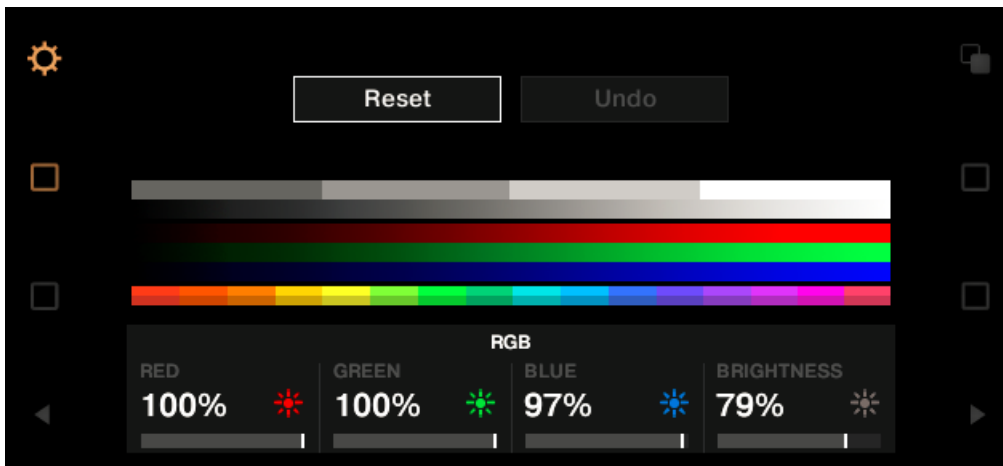 Reset Undo
RGB
RED GREEN BLUE BRIGHTNESS
100% 100% 97% 79%